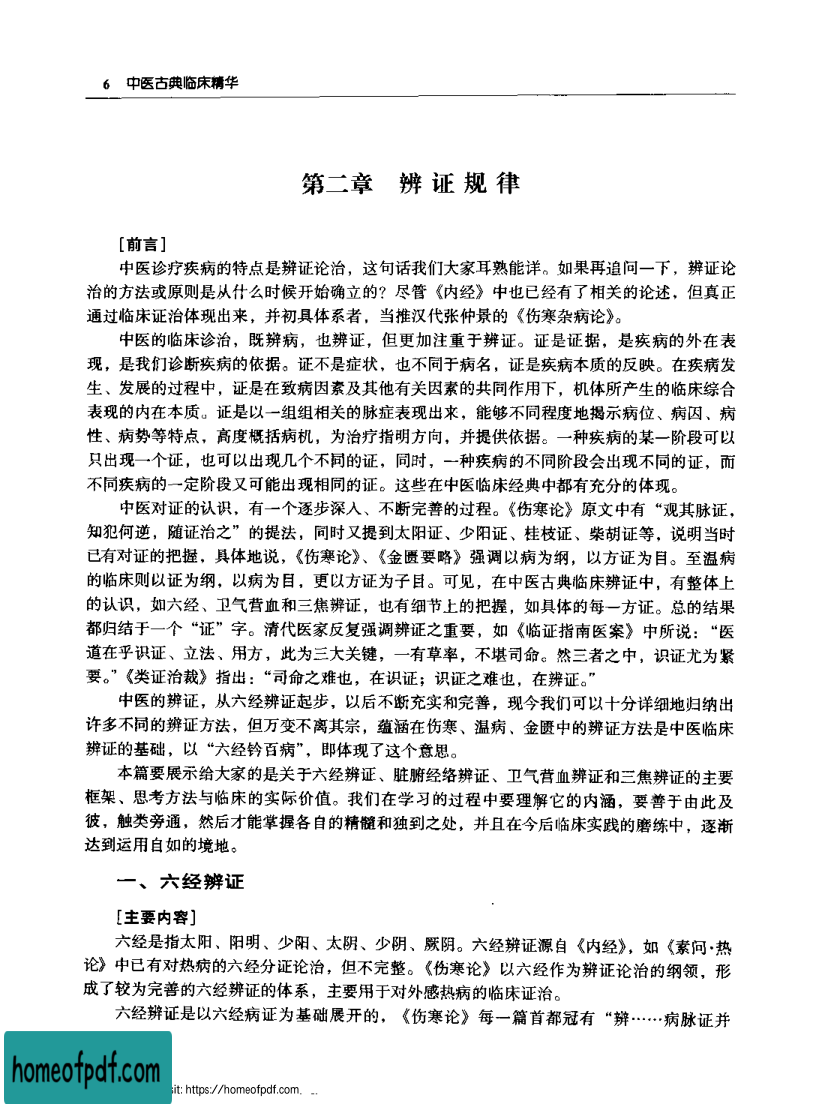 6 中医古典临床精华
第二章 辨证规律
［前言］
中医诊疗疾病的特点是辨证论治，这句话我们大家耳熟能详。如果再追问一下，辨证论
治的方法或原则是从什么时候开始确立的？尽管《内经》中也已经有了相关的论述，但真正
通过临床证治体现出来，并初具体系者，当推汉代张仲景的《伤寒杂病论》。
中医的临床诊治，既辨病，也辨证，但更加注重于辨证。证是证据，是疾病的外在表
现，是我们诊断疾病的依据。证不是症状，也不同于病名，证是疾病本质的反映。在疾病发
生、发展的过程中，证是在致病因素及其他有关因素的共同作用下，机体所产生的临床综合
表现的内在本质。证是以一组组相关的脉症表现出来，能够不同程度地揭示病位、病因、病
性、病势等特点，高度概括病机，为治疗指明方向，并提供依据。一种疾病的某一阶段可以
只出现一个证，也可以出现几个不同的证，同时，一种疾病的不同阶段会出现不同的证，而
不同疾病的一定阶段又可能出现相同的证。这些在中医临床经典中都有充分的体现。
中医对证的认识，有一个逐步深入、不断完善的过程。《伤寒论》原文中有“观其脉证，
知犯何逆，随证治之”的提法，同时又提到太阳证、少阳证、桂枝证、柴胡证等，说明当时
已有对证的把握，具体地说，《伤寒论》、《金匮要略》强调以病为纲，以方证为目。至温病
的临床则以证为纲，以病为目，更以方证为子目。可见，在中医古典临床辨证中，有整体上
的认识，如六经、卫气营血和三焦辨证，也有细节上的把握，如具体的每一方证。总的结果
都归结于一个“证”字。清代医家反复强调辨证之重要，如《临证指南医案》中所说：“医
道在乎识证、立法、用方，此为三大关键，一有草率，不堪司命。然三者之中，识证尤为紧
要。”《类证治裁》指出：“司命之难也，在识证；识证之难也，在辨证。”
中医的辨证，从六经辨证起步，以后不断充实和完善，现今我们可以十分详细地归纳出
许多不同的辨证方法，但万变不离其宗，蕴涵在伤寒、温病、金匮中的辨证方法是中医临床
辨证的基础，以“六经钤百病”，即体现了这个意思。
本篇要展示给大家的是关于六经辨证、脏腑经络辨证、卫气营血辨证和三焦辨证的主要
框架、思考方法与临床的实际价值。我们在学习的过程中要理解它的内涵，要善于由此及
彼，触类旁通，然后才能掌握各自的精髓和独到之处，并且在今后临床实践的磨练中，逐渐
达到运用自如的境地。
一、六经辨证
［主要内容］
六经是指太阳、阳明、少阳、太阴、少阴、厥阴。六经辨证源自《内经》，如《素问·热
论》中已有对热病的六经分证论治，但不完整。《伤寒论》以六经作为辨证论治的纲领，形
成了较为完善的六经辨证的体系，主要用于对外感热病的临床证治。
六经辨证是以六经病证为基础展开的，《伤寒论》每一篇首都冠有“辨……病脉证并
homeofpdf.com
sit: https://homeofpdf.com.